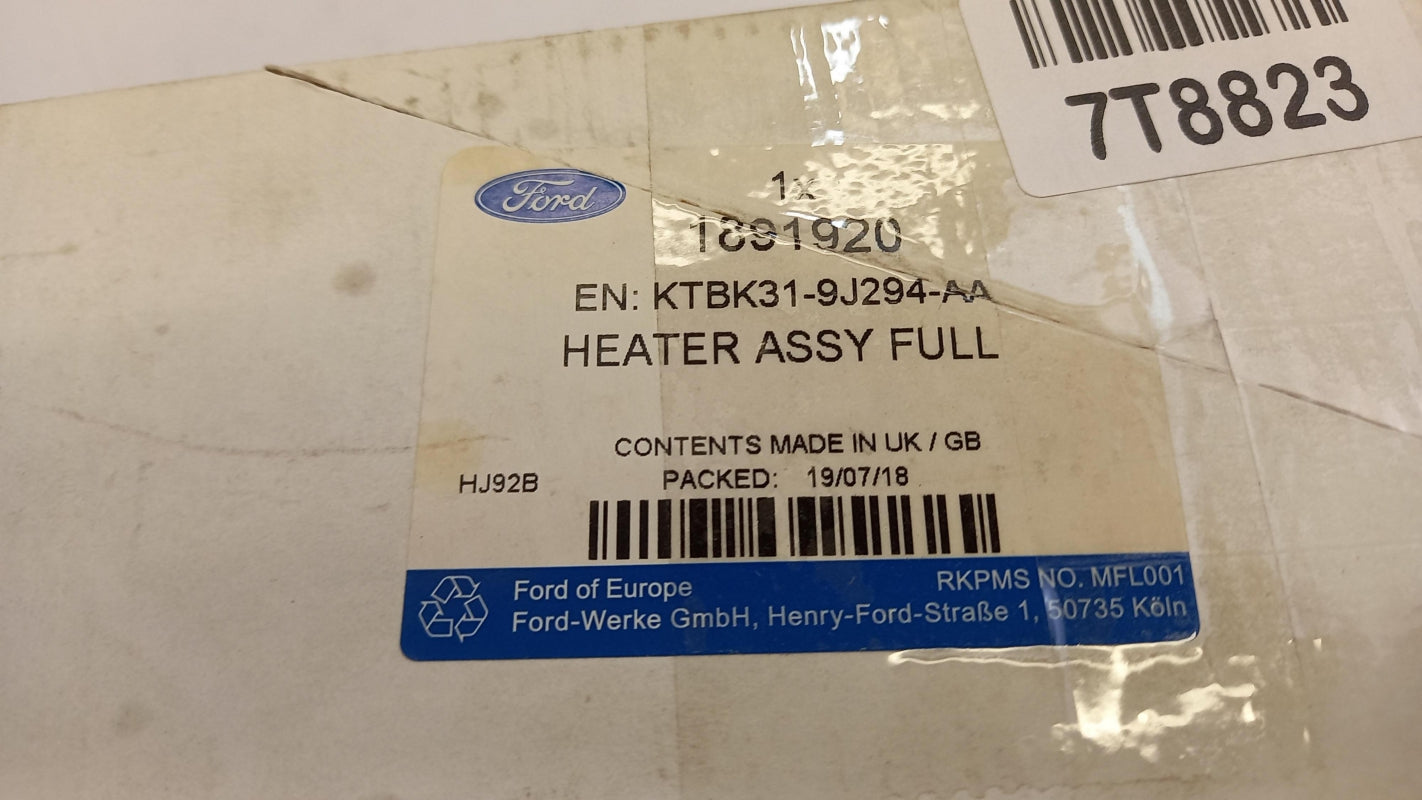 7T8823
Ford
1x
1891920
EN: KTBK31-9J294-AA
HEATER ASSY FULL
CONTENTS MADE IN UK / GB
HJ92B PACKED: 19/07/18
Ford of Europe RKPMS NO. MFL001
Ford-Werke GmbH, Henry-Ford-Straße 1, 50735 Köln